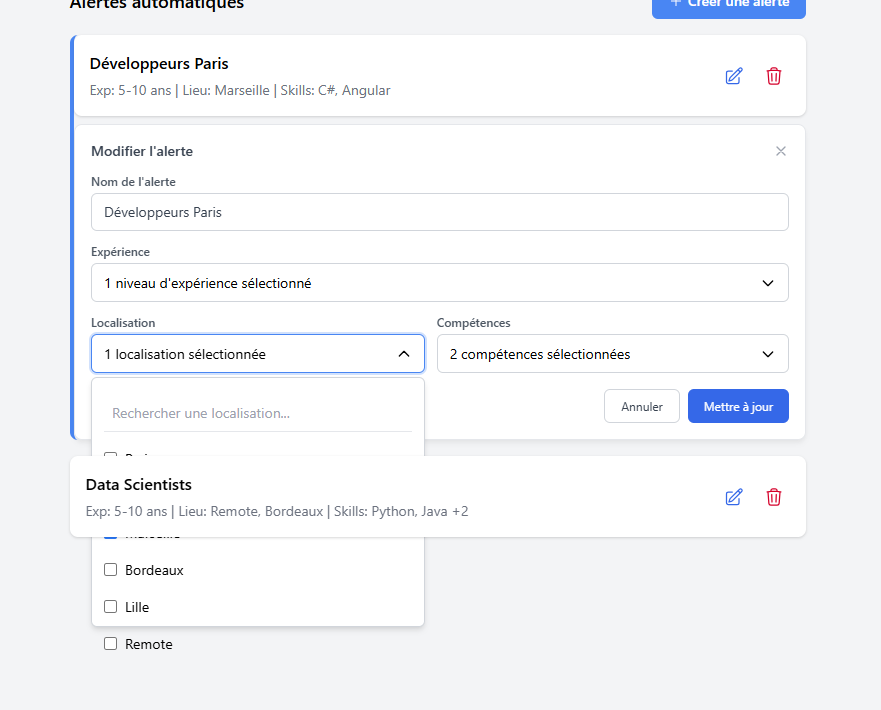 Alertes automatiques
+ Créer une alerte
Développeurs Paris
Exp: 5-10 ans | Lieu: Marseille | Skills: C#, Angular
Modifier l'alerte
Nom de l'alerte
Développeurs Paris
Expérience
1 niveau d'expérience sélectionné
Localisation
Compétences
1 localisation sélectionnée
2 compétences sélectionnées
Rechercher une localisation...
Annuler
Mettre à jour
Data Scientists
Exp: 5-10 ans | Lieu: Remote, Bordeaux | Skills: Python, Java +2
Marseille
Bordeaux
Lille
Remote